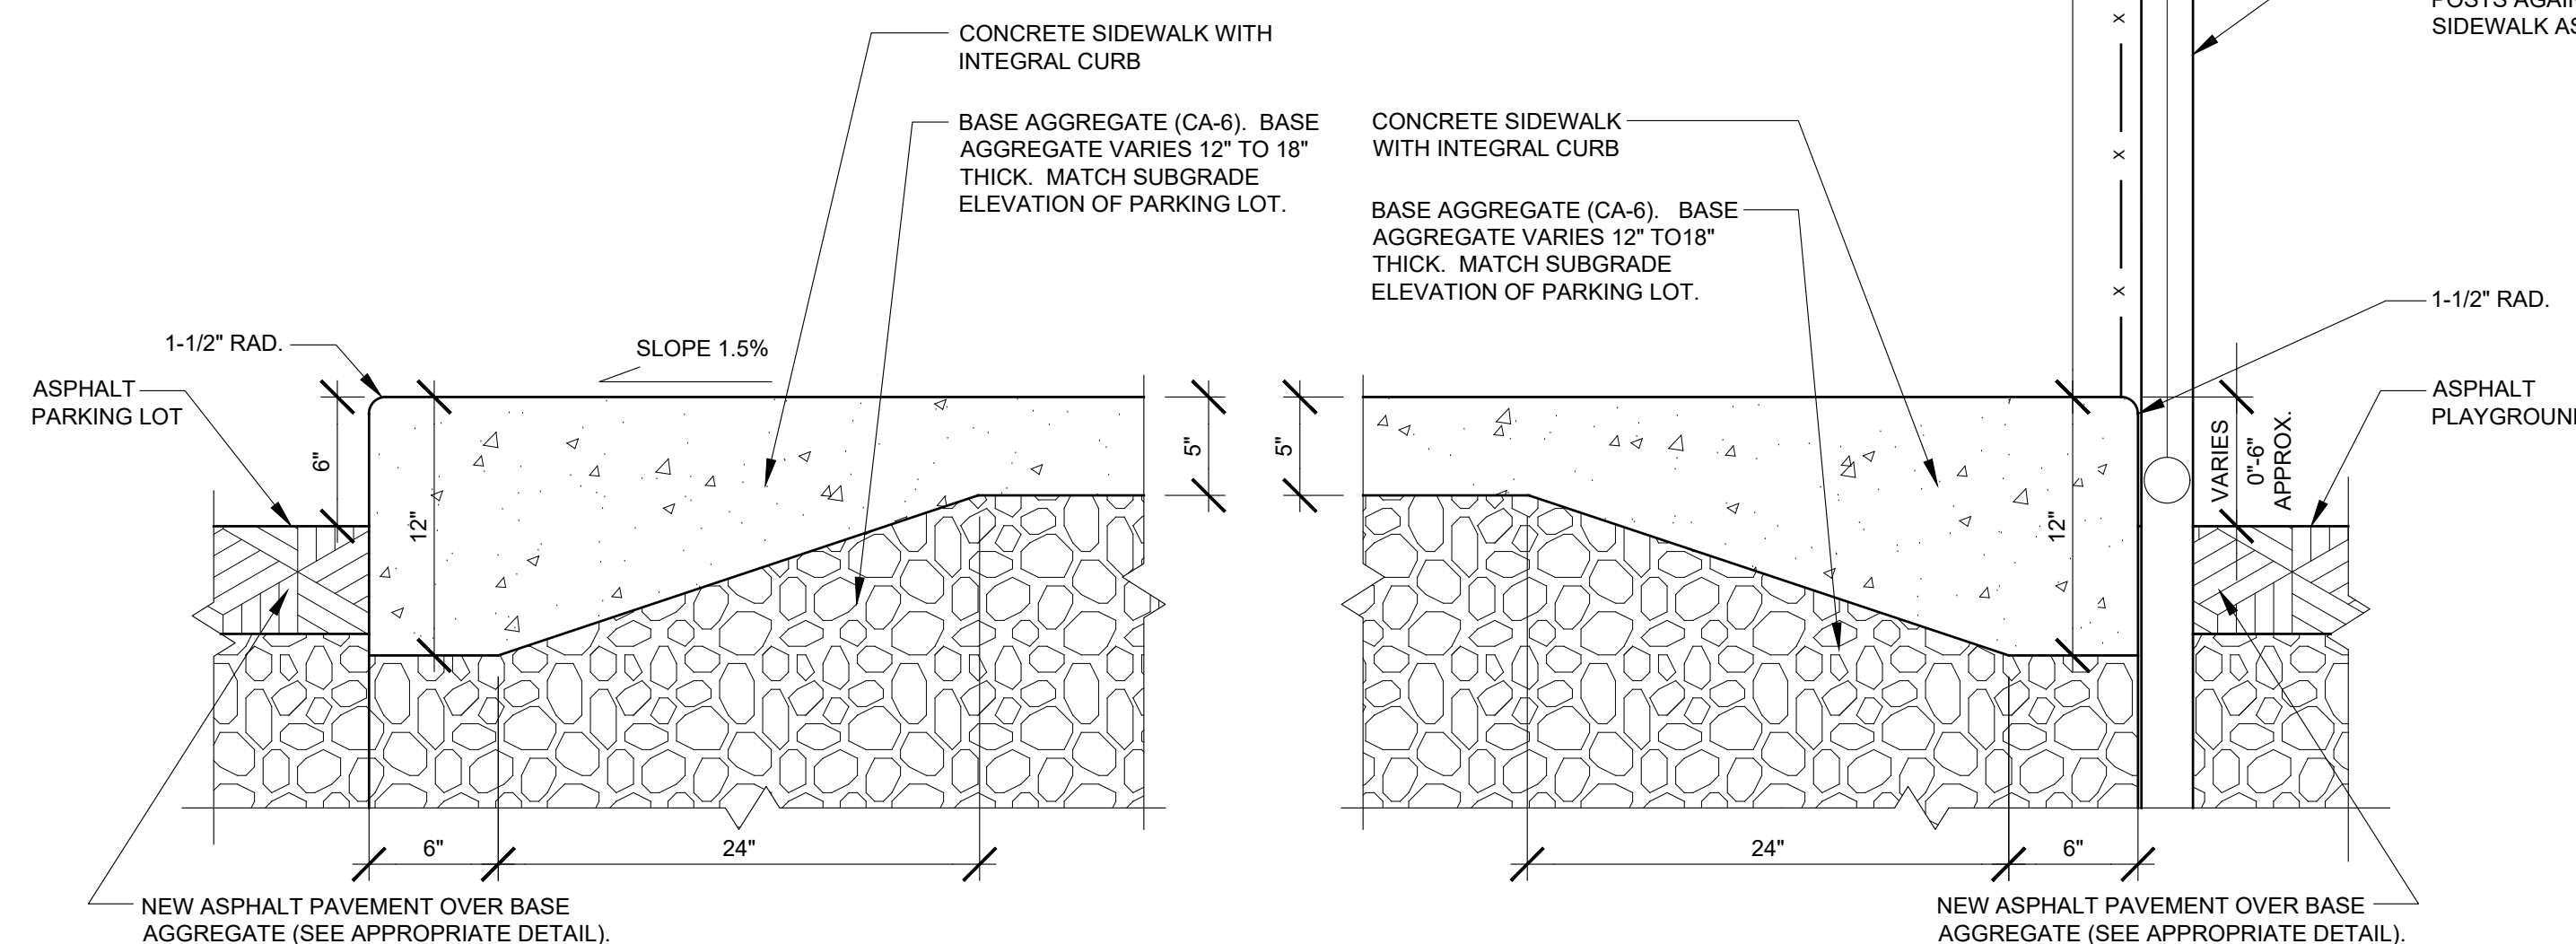 CONCRETE SIDEWALK WITH
INTEGRAL CURB
BASE AGGREGATE (CA-6). BASE
AGGREGATE VARIES 12" TO 18"
THICK. MATCH SUBGRADE
ELEVATION OF PARKING LOT.
1-1/2" RAD.
SLOPE 1.5%
ASPHALT
PARKING LOT
6"
12"
5"
6"
24"
NEW ASPHALT PAVEMENT OVER BASE
AGGREGATE (SEE APPROPRIATE DETAIL).
CONCRETE SIDEWALK
WITH INTEGRAL CURB
BASE AGGREGATE (CA-6). BASE
AGGREGATE VARIES 12" TO18"
THICK. MATCH SUBGRADE
ELEVATION OF PARKING LOT.
5"
12"
x
x
x
SIDEWALK AS
1-1/2" RAD.
VARIES
0"-6"
APPROX.
ASPHALT
PLAYGROUND
24"
6"
NEW ASPHALT PAVEMENT OVER BASE
AGGREGATE (SEE APPROPRIATE DETAIL).